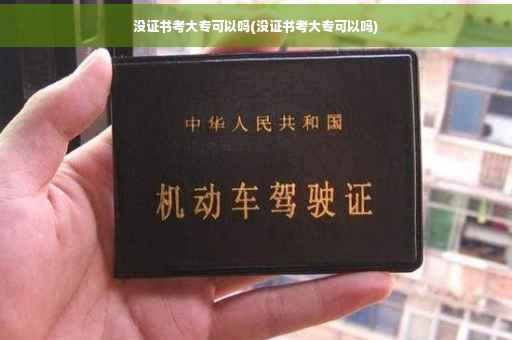 没证书考大专可以吗(没证书考大专可以吗)
中华人民共和国
机动车驾驶证